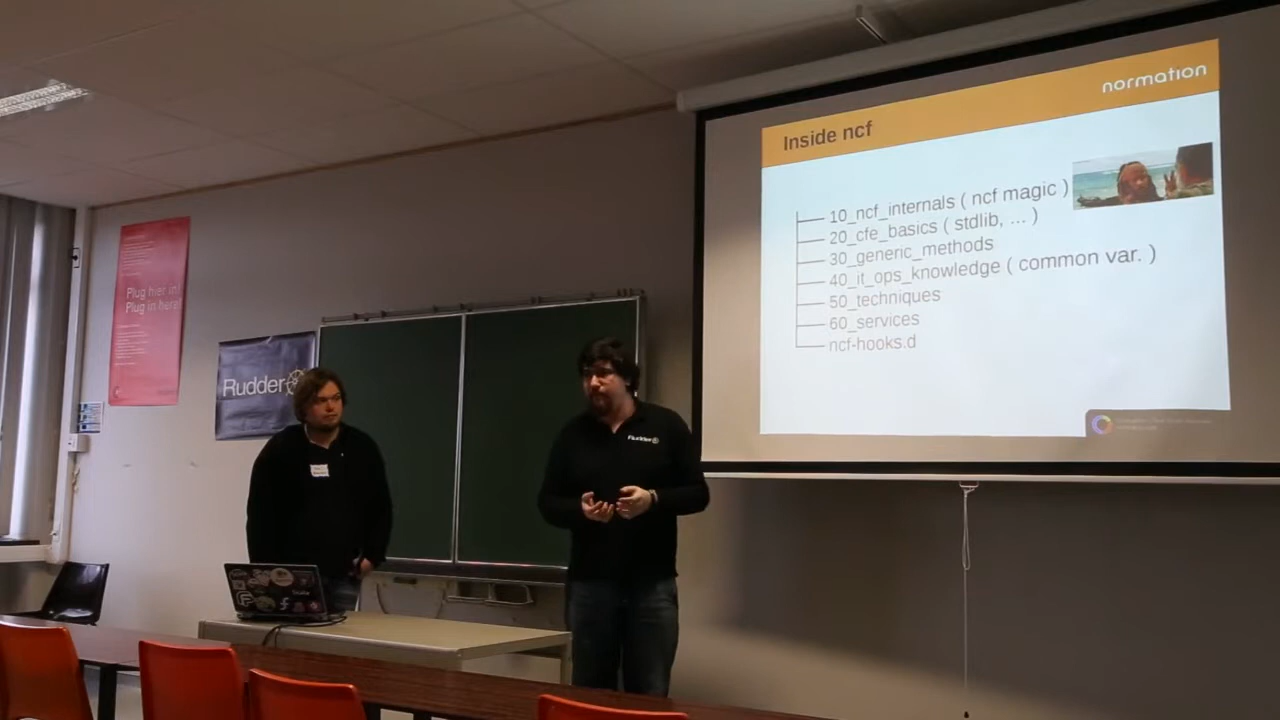 normation
Inside ncf
10_ncf_internals ( ncf magic )
20_cfe_basics ( stdlib, ... )
30_generic_methods
40_it_ops_knowledge ( common var. )
50_techniques
60_services
ncf-hooks.d
Plug hier in!
Plug in here!
Rudder
Rudder